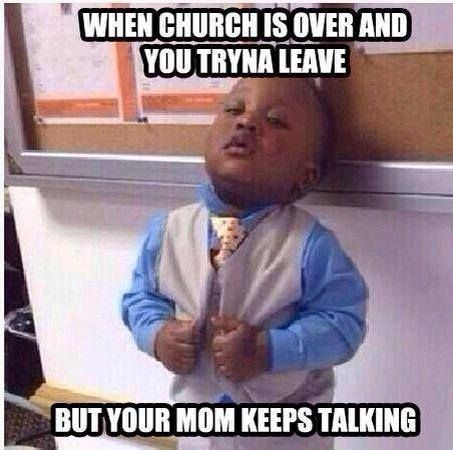 WHEN CHURCH IS OVER AND
YOU TRYNA LEAVE
BUT YOUR MOM KEEPS TALKING